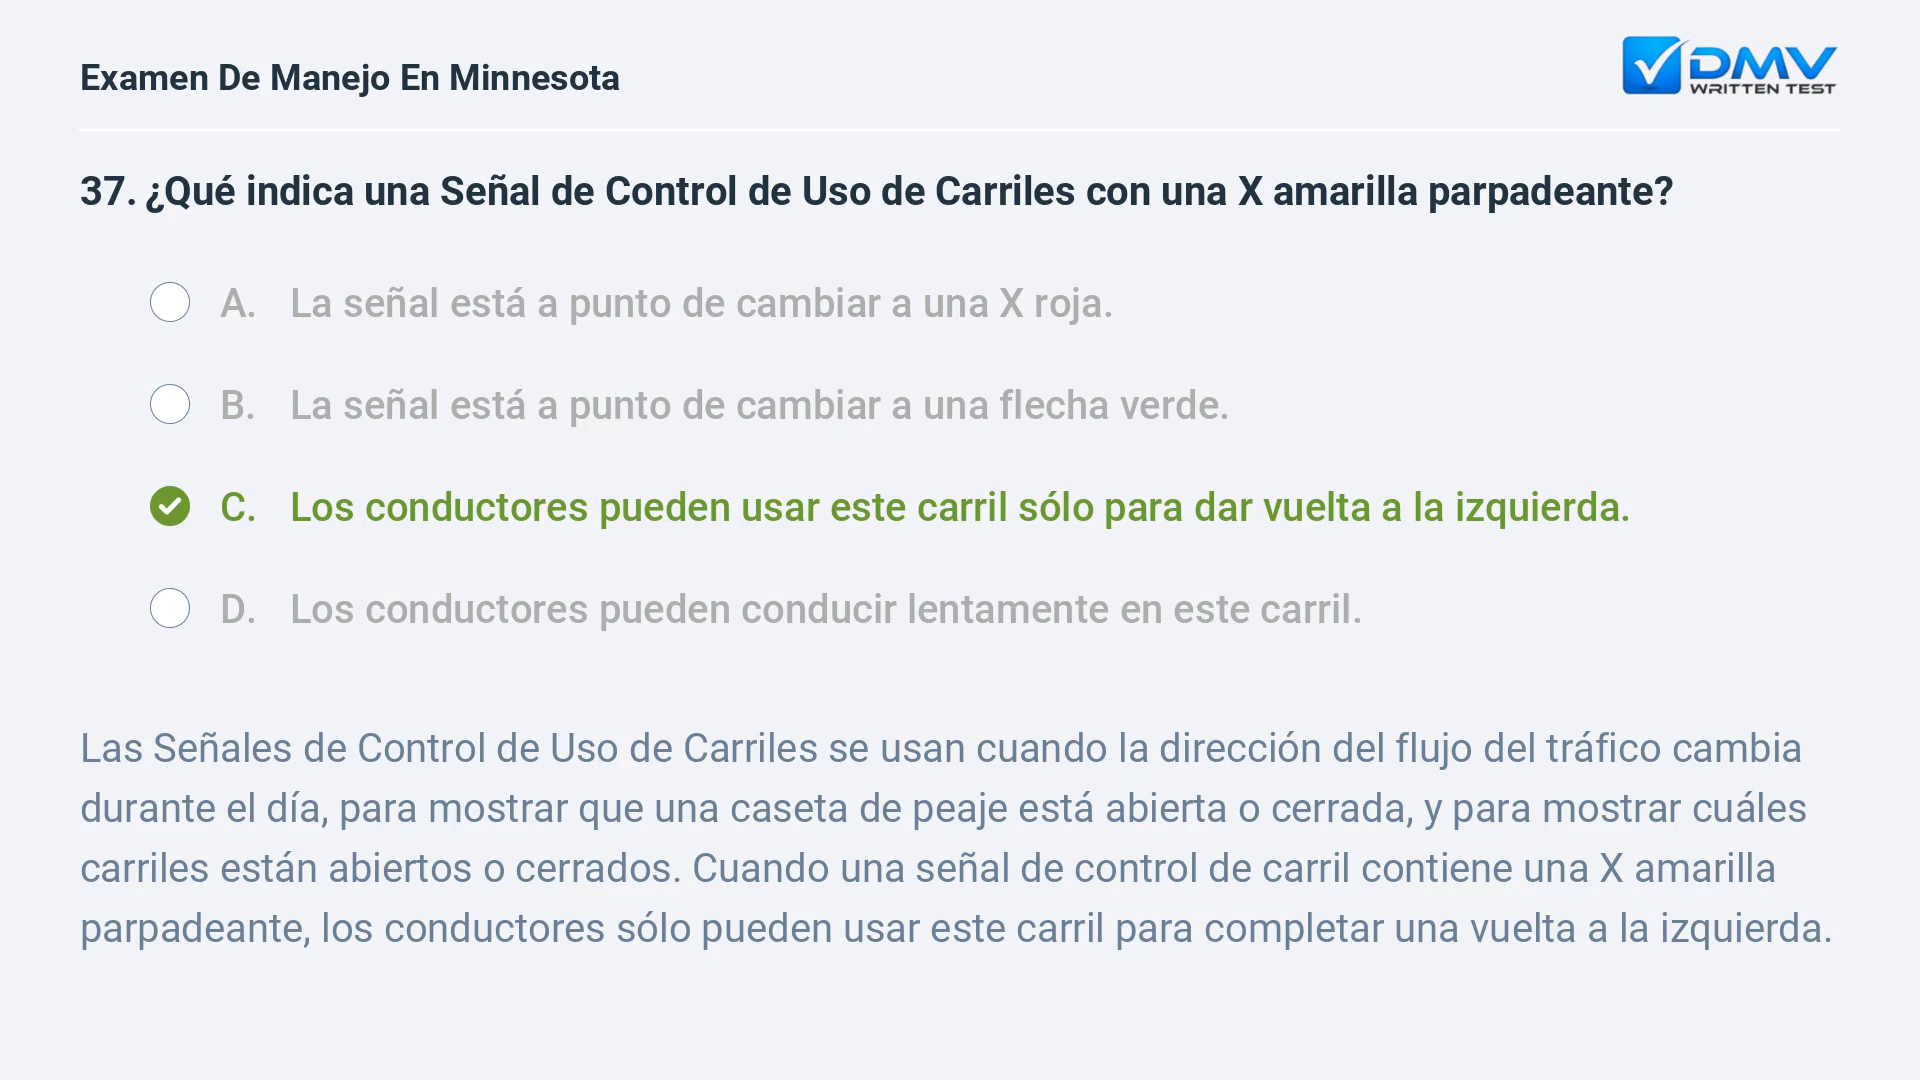 Examen De Manejo En Minnesota
DMV
WRITTEN TEST
37. ¿Qué indica una Señal de Control de Uso de Carriles con una X amarilla parpadeante?
A. La señal está a punto de cambiar a una X roja.
B. La señal está a punto de cambiar a una flecha verde.
C. Los conductores pueden usar este carril sólo para dar vuelta a la izquierda.
D. Los conductores pueden conducir lentamente en este carril.
Las Señales de Control de Uso de Carriles se usan cuando la dirección del flujo del tráfico cambia
durante el día, para mostrar que una caseta de peaje está abierta o cerrada, y para mostrar cuáles
carriles están abiertos o cerrados. Cuando una señal de control de carril contiene una X amarilla
parpadeante, los conductores sólo pueden usar este carril para completar una vuelta a la izquierda.